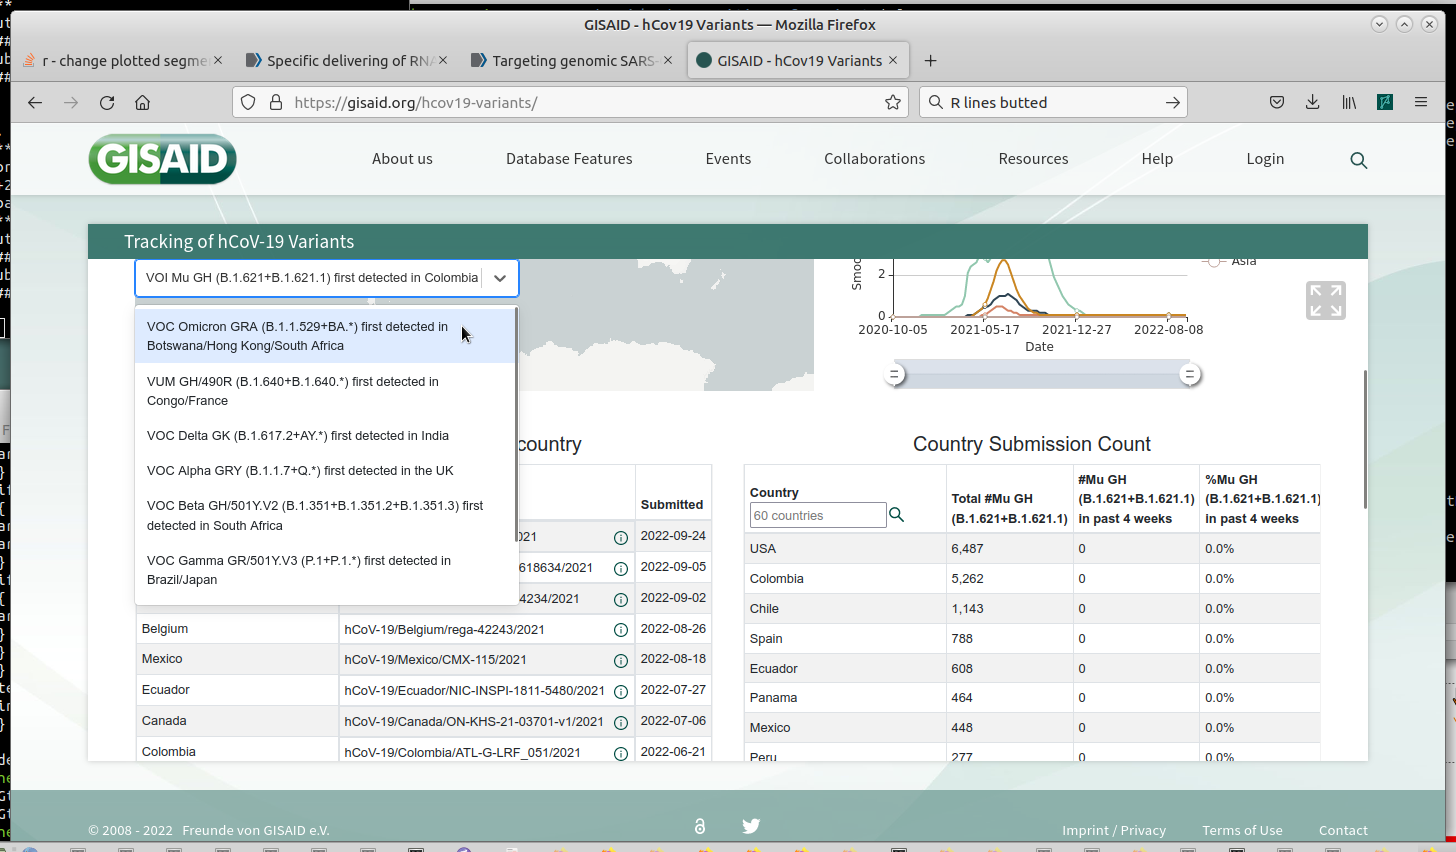 GISAID - hCov19 Variants — Mozilla Firefox
r - change plotted segme
Specific delivering of RNA
Targeting genomic SARS-
GISAID - hCov19 Variants
https://gisaid.org/hcov19-variants/
R lines butted
GISAID
About us
Database Features
Events
Collaborations
Resources
Help
Login
Tracking of hCoV-19 Variants
VOI Mu GH (B.1.621+B.1.621.1) first detected in Colombia
VOC Omicron GRA (B.1.1.529+BA.*) first detected in
Botswana/Hong Kong/South Africa
VUM GH/490R (B.1.640+B.1.640.*) first detected in
Congo/France
VOC Delta GK (B.1.617.2+AY.*) first detected in India
VOC Alpha GRY (B.1.1.7+Q.*) first detected in the UK
VOC Beta GH/501Y.V2 (B.1.351+B.1.351.2+B.1.351.3) first
detected in South Africa
VOC Gamma GR/501Y.V3 (P.1+P.1.*) first detected in
Brazil/Japan
Smoo
2
0
2020-10-05 2021-05-17 2021-12-27 2022-08-08
Date
Asia
country
Submitted
021 2022-09-24
618634/2021 2022-09-05
4234/2021 2022-09-02
Belgium hCoV-19/Belgium/rega-42243/2021 2022-08-26
Mexico hCoV-19/Mexico/CMX-115/2021 2022-08-18
Ecuador hCoV-19/Ecuador/NIC-INSPI-1811-5480/2021 2022-07-27
Canada hCoV-19/Canada/ON-KHS-21-03701-v1/2021 2022-07-06
Colombia hCoV-19/Colombia/ATL-G-LRF_051/2021 2022-06-21
Country Submission Count
Country
60 countries
Total #Mu GH
(B.1.621+B.1.621.1)
#Mu GH
(B.1.621+B.1.621.1)
in past 4 weeks
%Mu GH
(B.1.621+B.1.621.1)
in past 4 weeks
USA 6,487 0 0.0%
Colombia 5,262 0 0.0%
Chile 1,143 0 0.0%
Spain 788 0 0.0%
Ecuador 608 0 0.0%
Panama 464 0 0.0%
Mexico 448 0 0.0%
Peru 277 0 0.0%
© 2008 - 2022 Freunde von GISAID e.V.
Imprint / Privacy
Terms of Use
Contact